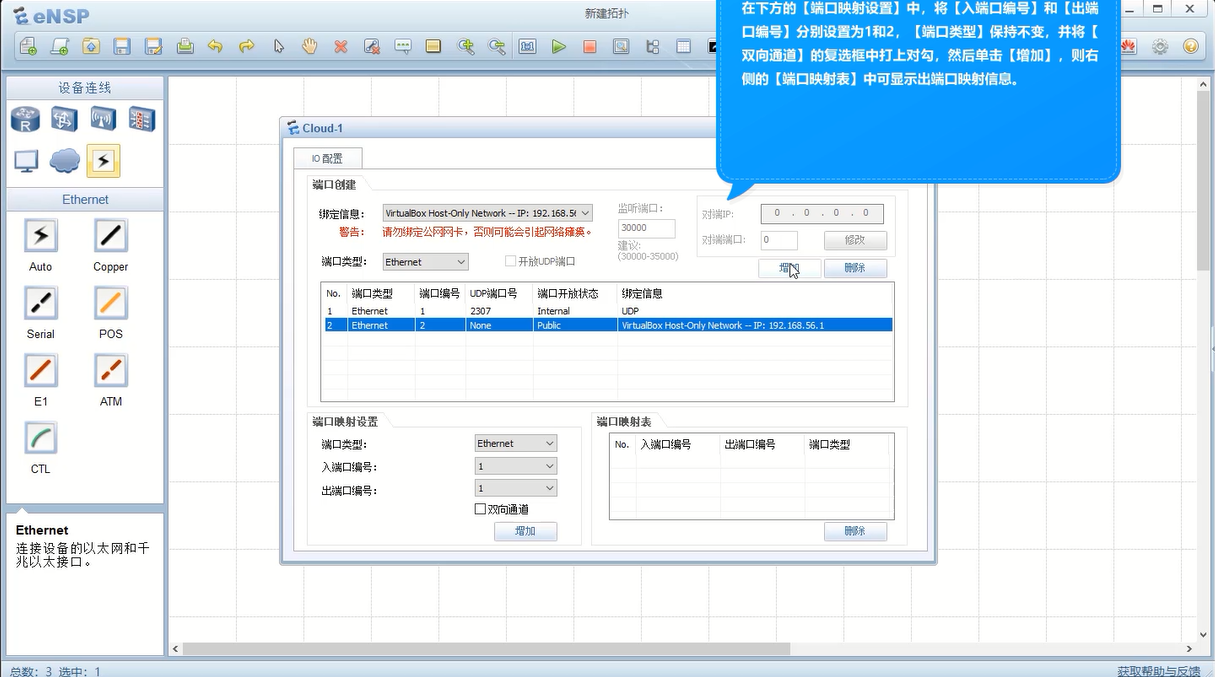 eNSP
新建拓扑
在下方的【端口映射设置】中，将【入端口编号】和【出端
口编号】分别设置为1和2，【端口类型】保持不变，并将【
双向通道】的复选框中打上对勾，然后单击【增加】，则右
侧的【端口映射表】中可显示出端口映射信息。
设备连线
Ethernet
Auto
Copper
Serial
POS
E1
ATM
CTL
Ethernet
连接设备的以太网和千
兆以太接口。
Cloud-1
IO 配置
端口创建
绑定信息：
VirtualBox Host-Only Network -- IP: 192.168.56
警告：
请勿绑定公网网卡，否则可能会引起网络瘫痪。
端口类型：
Ethernet
开放UDP端口
监听端口：
30000
建议：
(30000-35000)
对端IP:
0 . 0 . 0 . 0
对端端口:
0
修改
增加
删除
No. 端口类型 端口编号 UDP端口号 端口开放状态 绑定信息
1 Ethernet 1 2307 Internal UDP
2 Ethernet 2 None Public VirtualBox Host-Only Network -- IP: 192.168.56.1
端口映射设置
端口类型：
Ethernet
入端口编号：
1
出端口编号：
1
双向通道
增加
端口映射表
No. 入端口编号 出端口编号 端口类型
删除
总数：3 选中：1
获取帮助与反馈